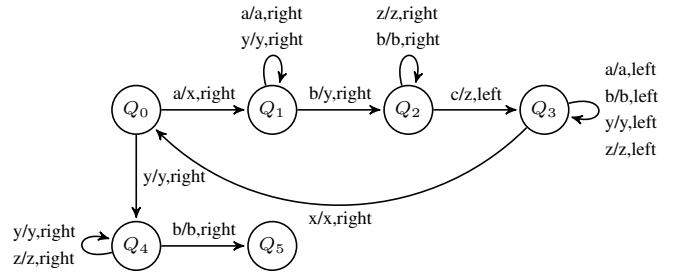 a/a,right
y/y,right
z/z,right
b/b,right
a/a,left
b/b,left
y/y,left
z/z,left
a/x,right
b/y,right
c/z,left
Q0
Q1
Q2
Q3
y/y,right
x/x,right
y/y,right
z/z,right
b/b,right
Q4
Q5